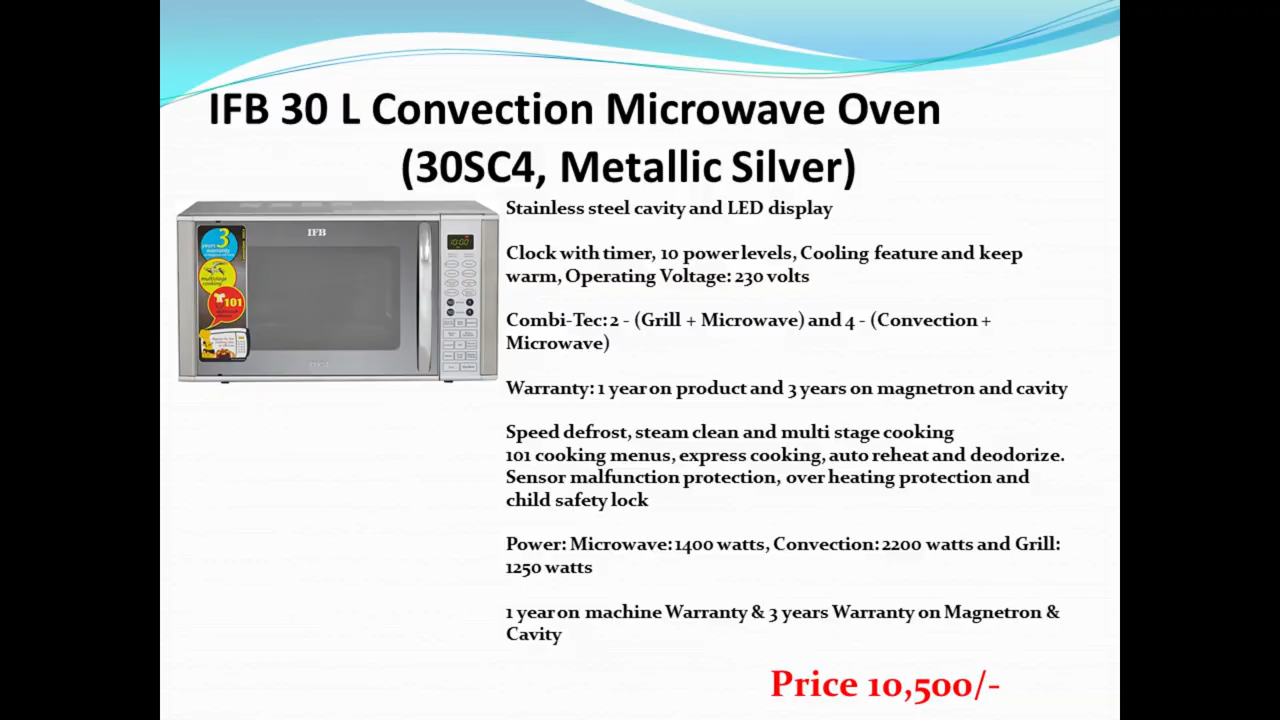 IFB 30 L Convection Microwave Oven
(30SC4, Metallic Silver)
Stainless steel cavity and LED display
Clock with timer, 10 power levels, Cooling feature and keep
warm, Operating Voltage: 230 volts
Combi-Tec: 2 - (Grill + Microwave) and 4 - (Convection +
Microwave)
Warranty: 1 year on product and 3 years on magnetron and cavity
Speed defrost, steam clean and multi stage cooking
101 cooking menus, express cooking, auto reheat and deodorize.
Sensor malfunction protection, over heating protection and
child safety lock
Power: Microwave: 1400 watts, Convection: 2200 watts and Grill:
1250 watts
1 year on machine Warranty & 3 years Warranty on Magnetron &
Cavity
Price 10,500/-
IFB
3
years warranty
multistage
cooking
101
10:00